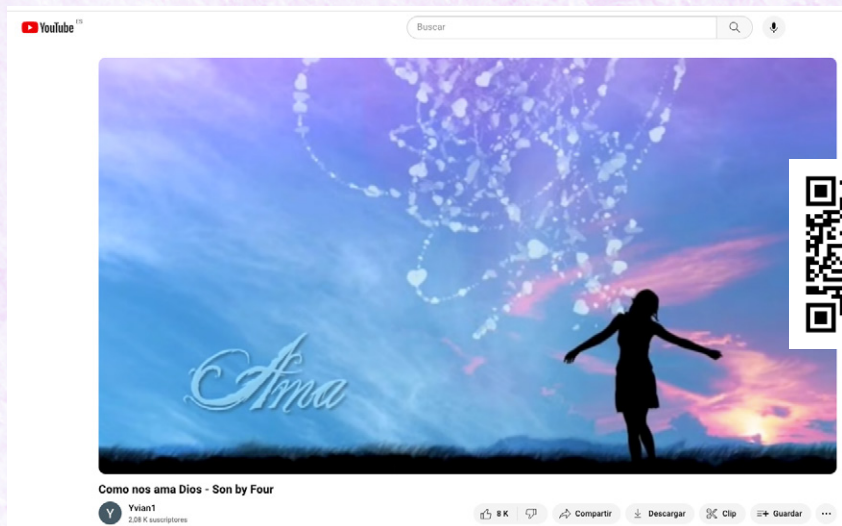 YouTube ES
Buscar
Ama
Como nos ama Dios - Son by Four
Y
Yvian1
2,08 K suscriptores
8 K
Compartir
Descargar
Clip
Guardar